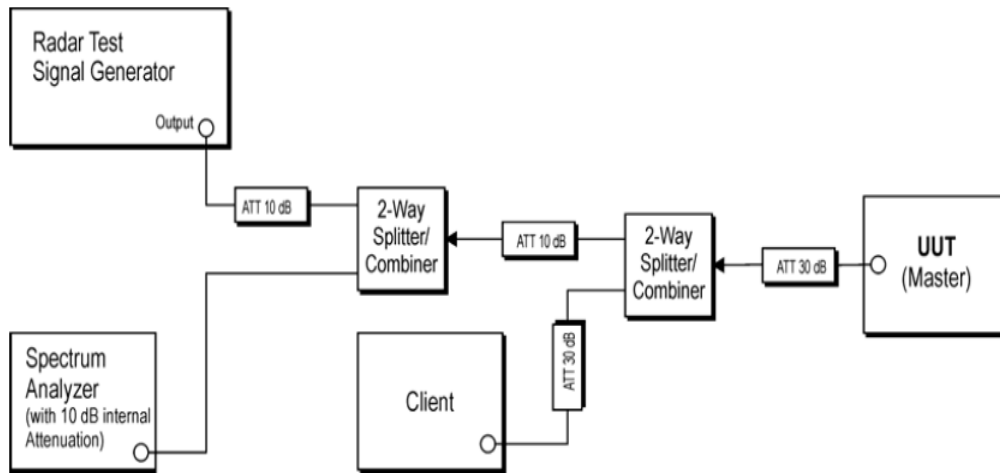 Radar Test
Signal Generator
Output
ATT 10 dB
2-Way
Splitter/
Combiner
ATT 10 dB
2-Way
Splitter/
Combiner
ATT 30 dB
UUT
(Master)
Spectrum
Analyzer
(with 10 dB internal
Attenuation)
Client
ATT 30 dB